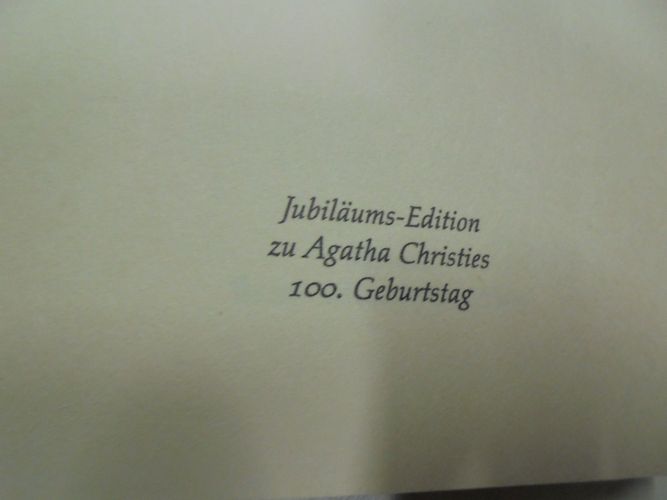 Jubiläums-Edition
zu Agatha Christies
100. Geburtstag